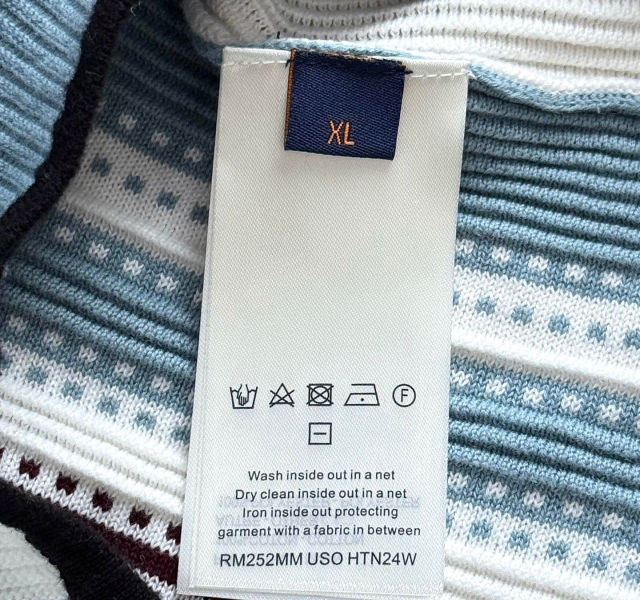 XL
F
Wash inside out in a net
Dry clean inside out in a net
Iron inside out protecting
garment with a fabric in between
RM252MM USO HTN24W